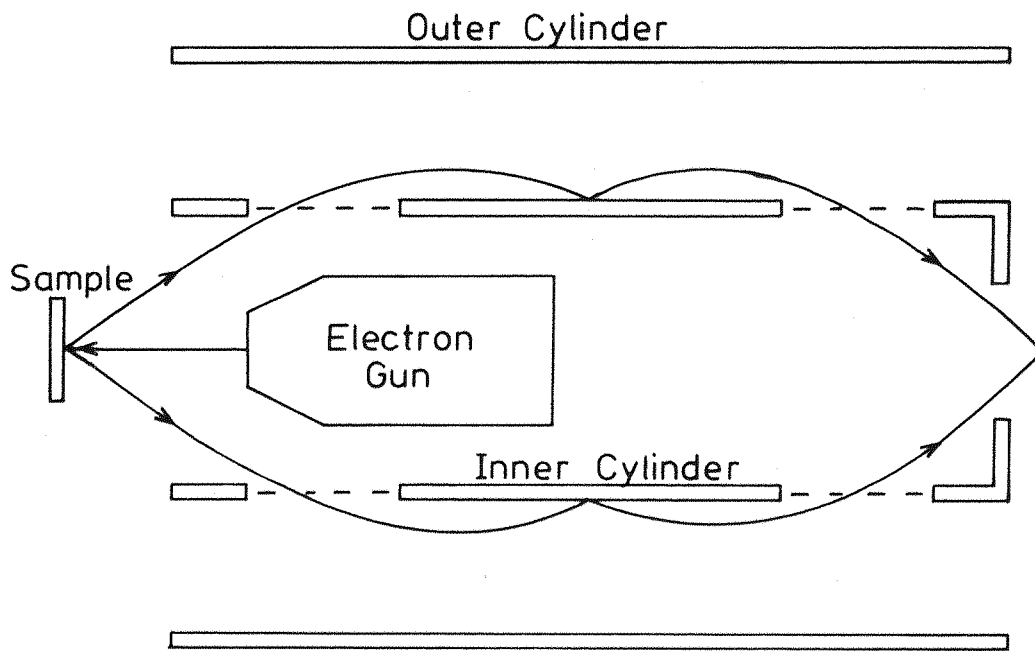 Outer Cylinder
Sample
Electron
Gun
Inner Cylinder